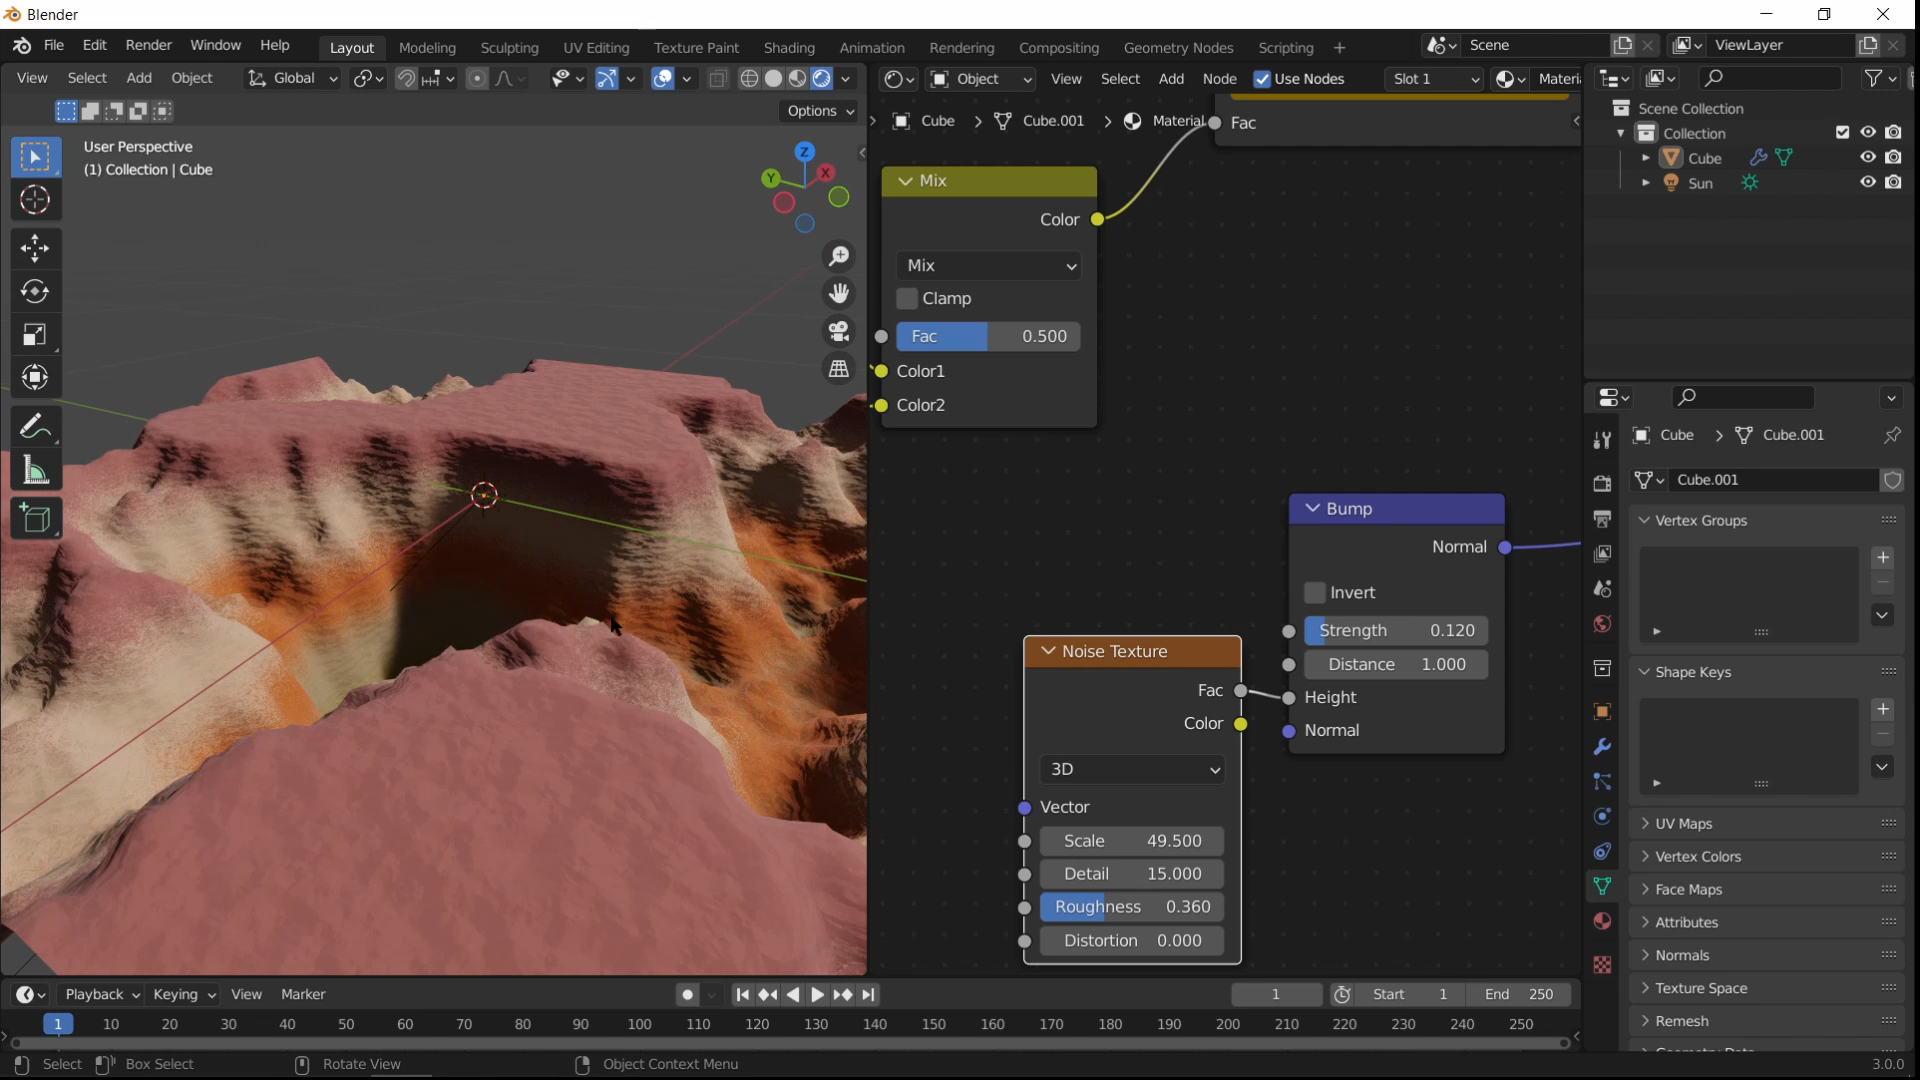 Blender
File Edit Render Window Help
Layout Modeling Sculpting UV Editing Texture Paint Shading Animation Rendering Compositing Geometry Nodes Scripting +
Scene
ViewLayer
View Select Add Object
Global
Object View Select Add Node Use Nodes Slot 1 Materi
Options
User Perspective
(1) Collection | Cube
Z
Y
X
Cube > Cube.001 > Material
Fac
Mix
Color
Mix
Clamp
Fac 0.500
Color1
Color2
Bump
Normal
Invert
Strength 0.120
Distance 1.000
Height
Normal
Noise Texture
Fac
Color
3D
Vector
Scale 49.500
Detail 15.000
Roughness 0.360
Distortion 0.000
Scene Collection
Collection
Cube
Sun
Cube > Cube.001
Cube.001
Vertex Groups
Shape Keys
UV Maps
Vertex Colors
Face Maps
Attributes
Normals
Texture Space
Remesh
Playback Keying View Marker
1
Start 1
End 250
1 10 20 30 40 50 60 70 80 90 100 110 120 130 140 150 160 170 180 190 200 210 220 230 240 250
Select
Box Select
Rotate View
Object Context Menu
3.0.0